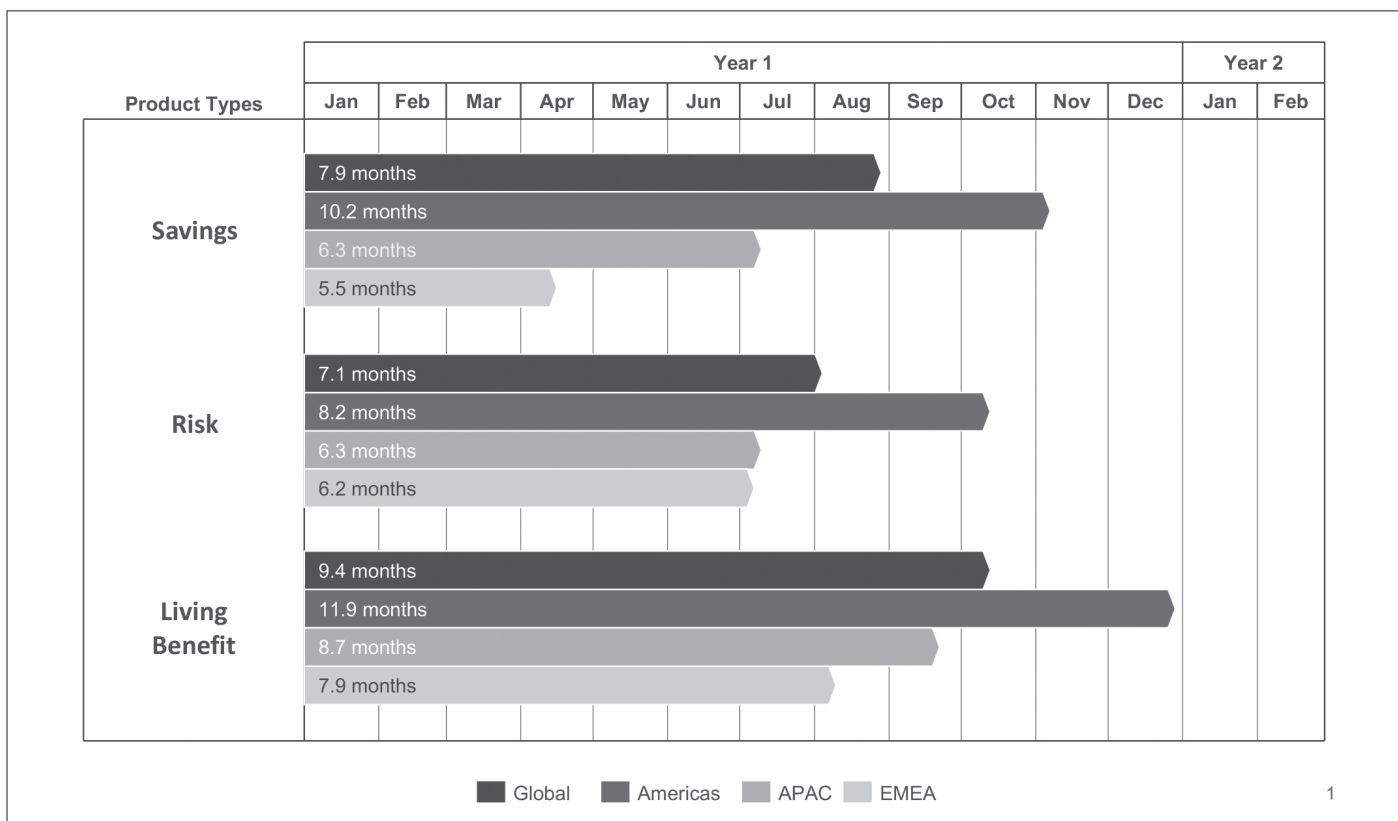 Year 1 Year 2
Product Types Jan Feb Mar Apr May Jun Jul Aug Sep Oct Nov Dec Jan Feb
Savings
7.9 months
10.2 months
6.3 months
5.5 months
Risk
7.1 months
8.2 months
6.3 months
6.2 months
Living
Benefit
9.4 months
11.9 months
8.7 months
7.9 months
Global Americas APAC EMEA
1